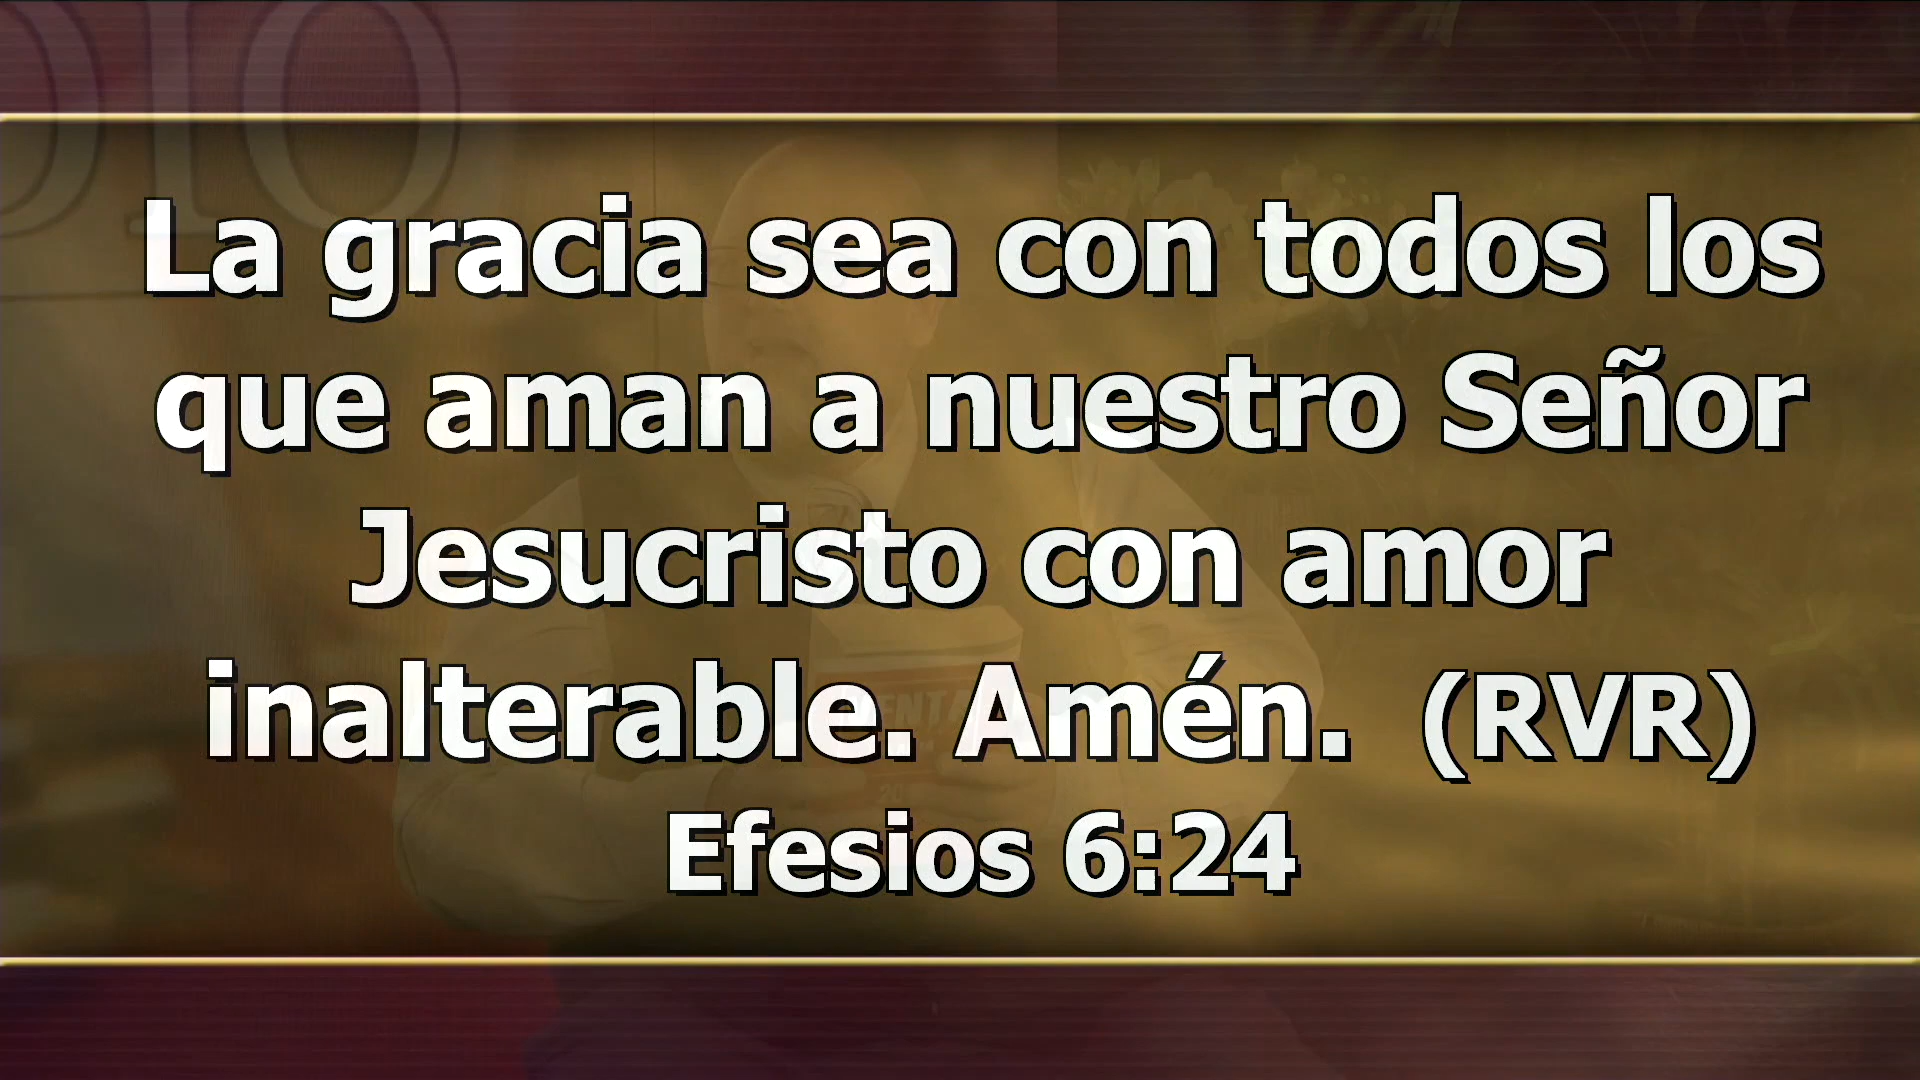 La gracia sea con todos los
que aman a nuestro Señor
Jesucristo con amor
inalterable. Amén. (RVR)
Efesios 6:24